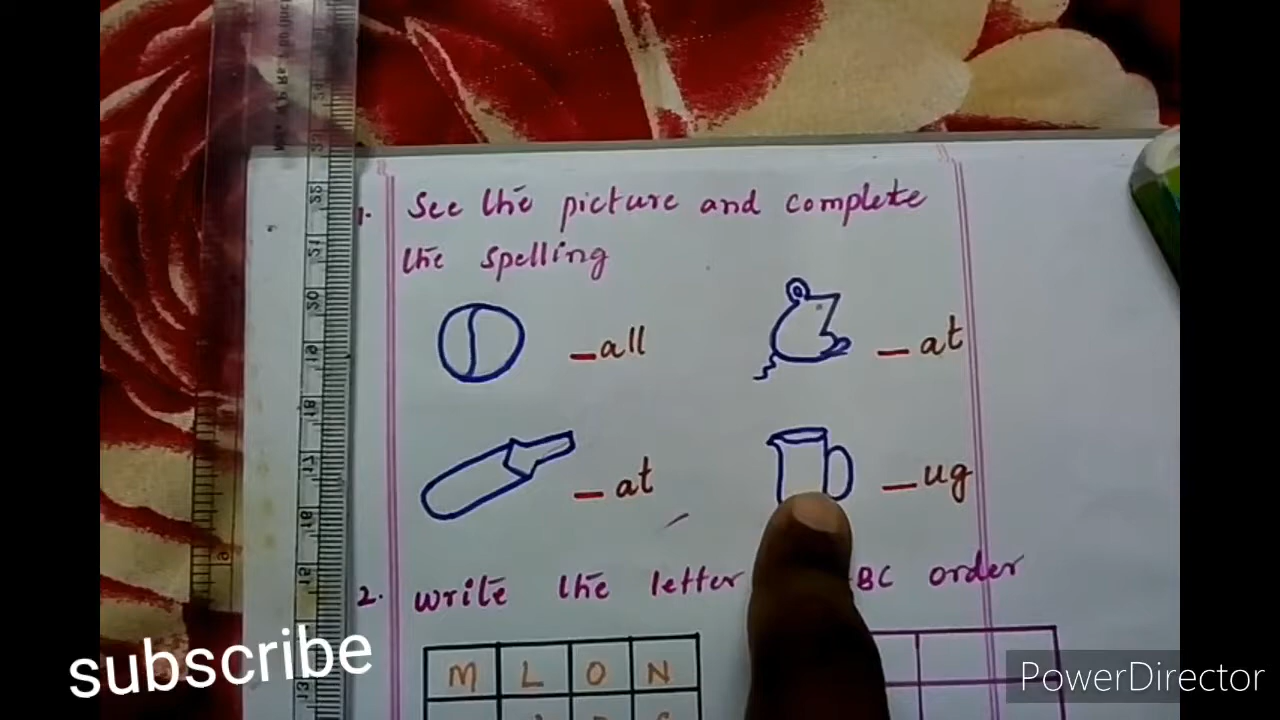 1. See the picture and complete
the spelling
_all
_at
_at
_ug
2. Write the letter BC order
M L O N
subscribe
PowerDirector